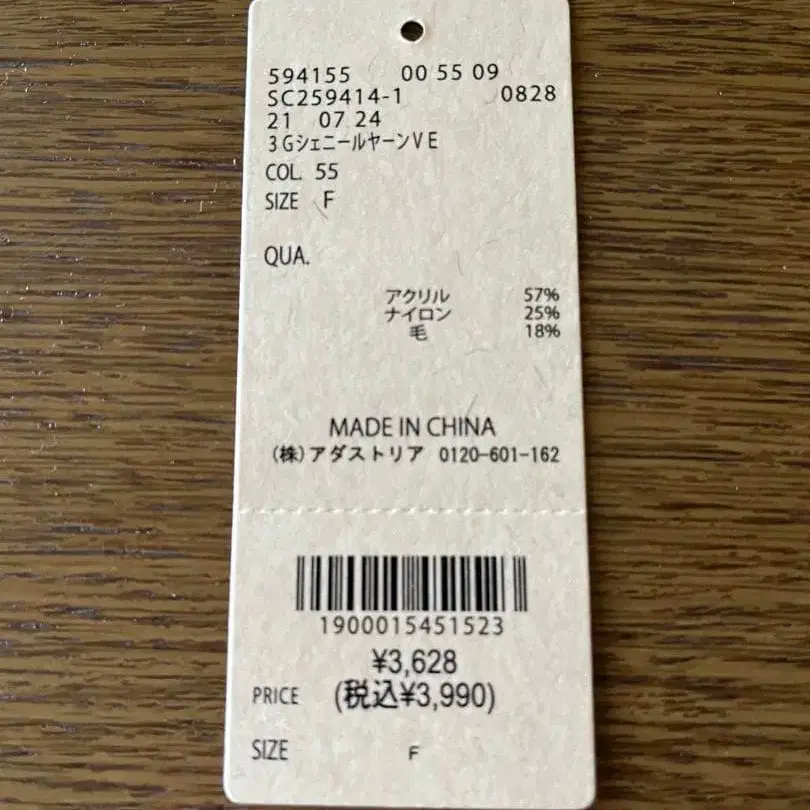 594155 00 55 09
SC259414-1 0828
21 07 24
3GシェニールヤーンVE
COL. 55
SIZE F
QUA.
アクリル 57%
ナイロン 25%
毛 18%
MADE IN CHINA
(株)アダストリア 0120-601-162
1900015451523
¥3,628
PRICE (税込¥3,990)
SIZE F